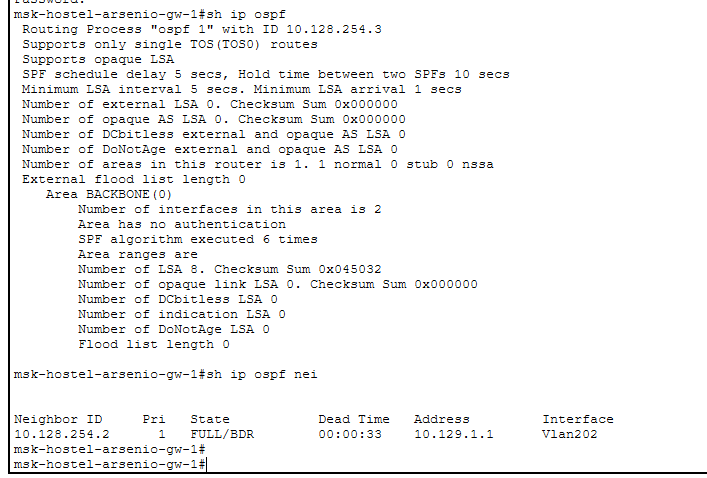 msk-hostel-arsenio-gw-1#sh ip ospf
Routing Process "ospf 1" with ID 10.128.254.3
Supports only single TOS(TOS0) routes
Supports opaque LSA
SPF schedule delay 5 secs, Hold time between two SPFs 10 secs
Minimum LSA interval 5 secs. Minimum LSA arrival 1 secs
Number of external LSA 0. Checksum Sum 0x000000
Number of opaque AS LSA 0. Checksum Sum 0x000000
Number of DCbitless external and opaque AS LSA 0
Number of DoNotAge external and opaque AS LSA 0
Number of areas in this router is 1. 1 normal 0 stub 0 nssa
External flood list length 0
Area BACKBONE(0)
Number of interfaces in this area is 2
Area has no authentication
SPF algorithm executed 6 times
Area ranges are
Number of LSA 8. Checksum Sum 0x045032
Number of opaque link LSA 0. Checksum Sum 0x000000
Number of DCbitless LSA 0
Number of indication LSA 0
Number of DoNotAge LSA 0
Flood list length 0
msk-hostel-arsenio-gw-1#sh ip ospf nei
Neighbor ID Pri State Dead Time Address Interface
10.128.254.2 1 FULL/BDR 00:00:33 10.129.1.1 Vlan202
msk-hostel-arsenio-gw-1#
msk-hostel-arsenio-gw-1#